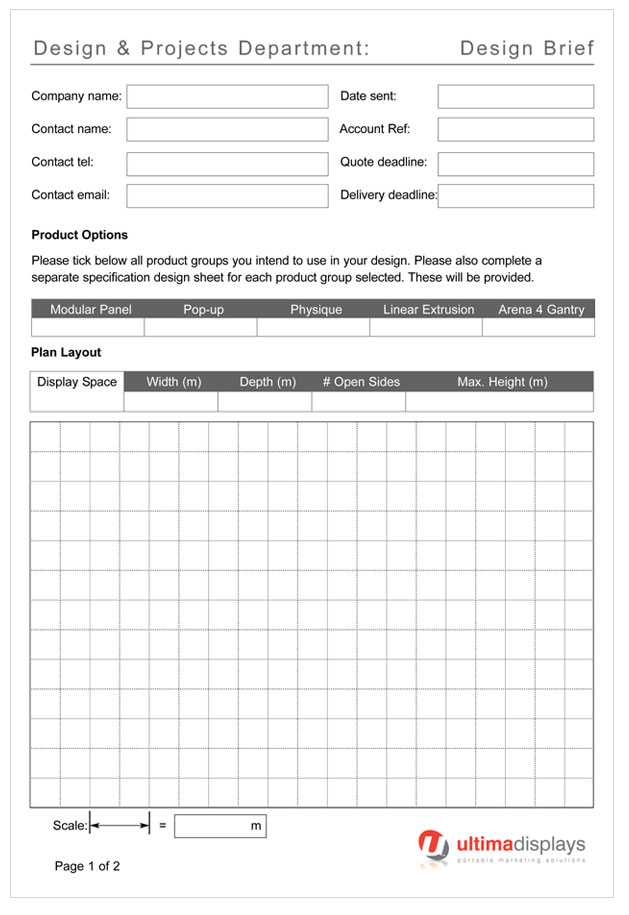 Design & Projects Department: Design Brief
Company name: Date sent:
Contact name: Account Ref:
Contact tel: Quote deadline:
Contact email: Delivery deadline:
Product Options
Please tick below all product groups you intend to use in your design. Please also complete a
separate specification design sheet for each product group selected. These will be provided.
Modular Panel Pop-up Physique Linear Extrusion Arena 4 Gantry
Plan Layout
Display Space Width (m) Depth (m) # Open Sides Max. Height (m)
Scale: = m
ultimadisplays
portable marketing solutions
Page 1 of 2